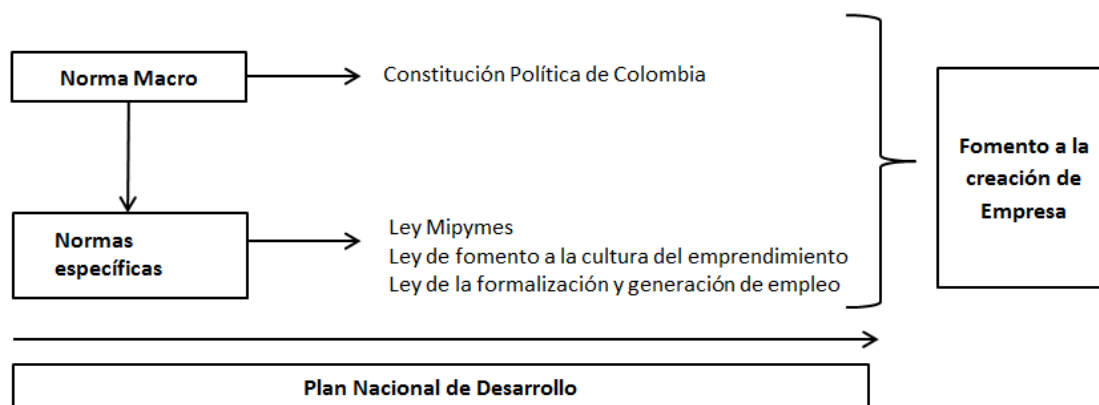 Norma Macro
Constitución Política de Colombia
Normas
específicas
Ley Mipymes
Ley de fomento a la cultura del emprendimiento
Ley de la formalización y generación de empleo
Fomento a la
creación de
Empresa
Plan Nacional de Desarrollo